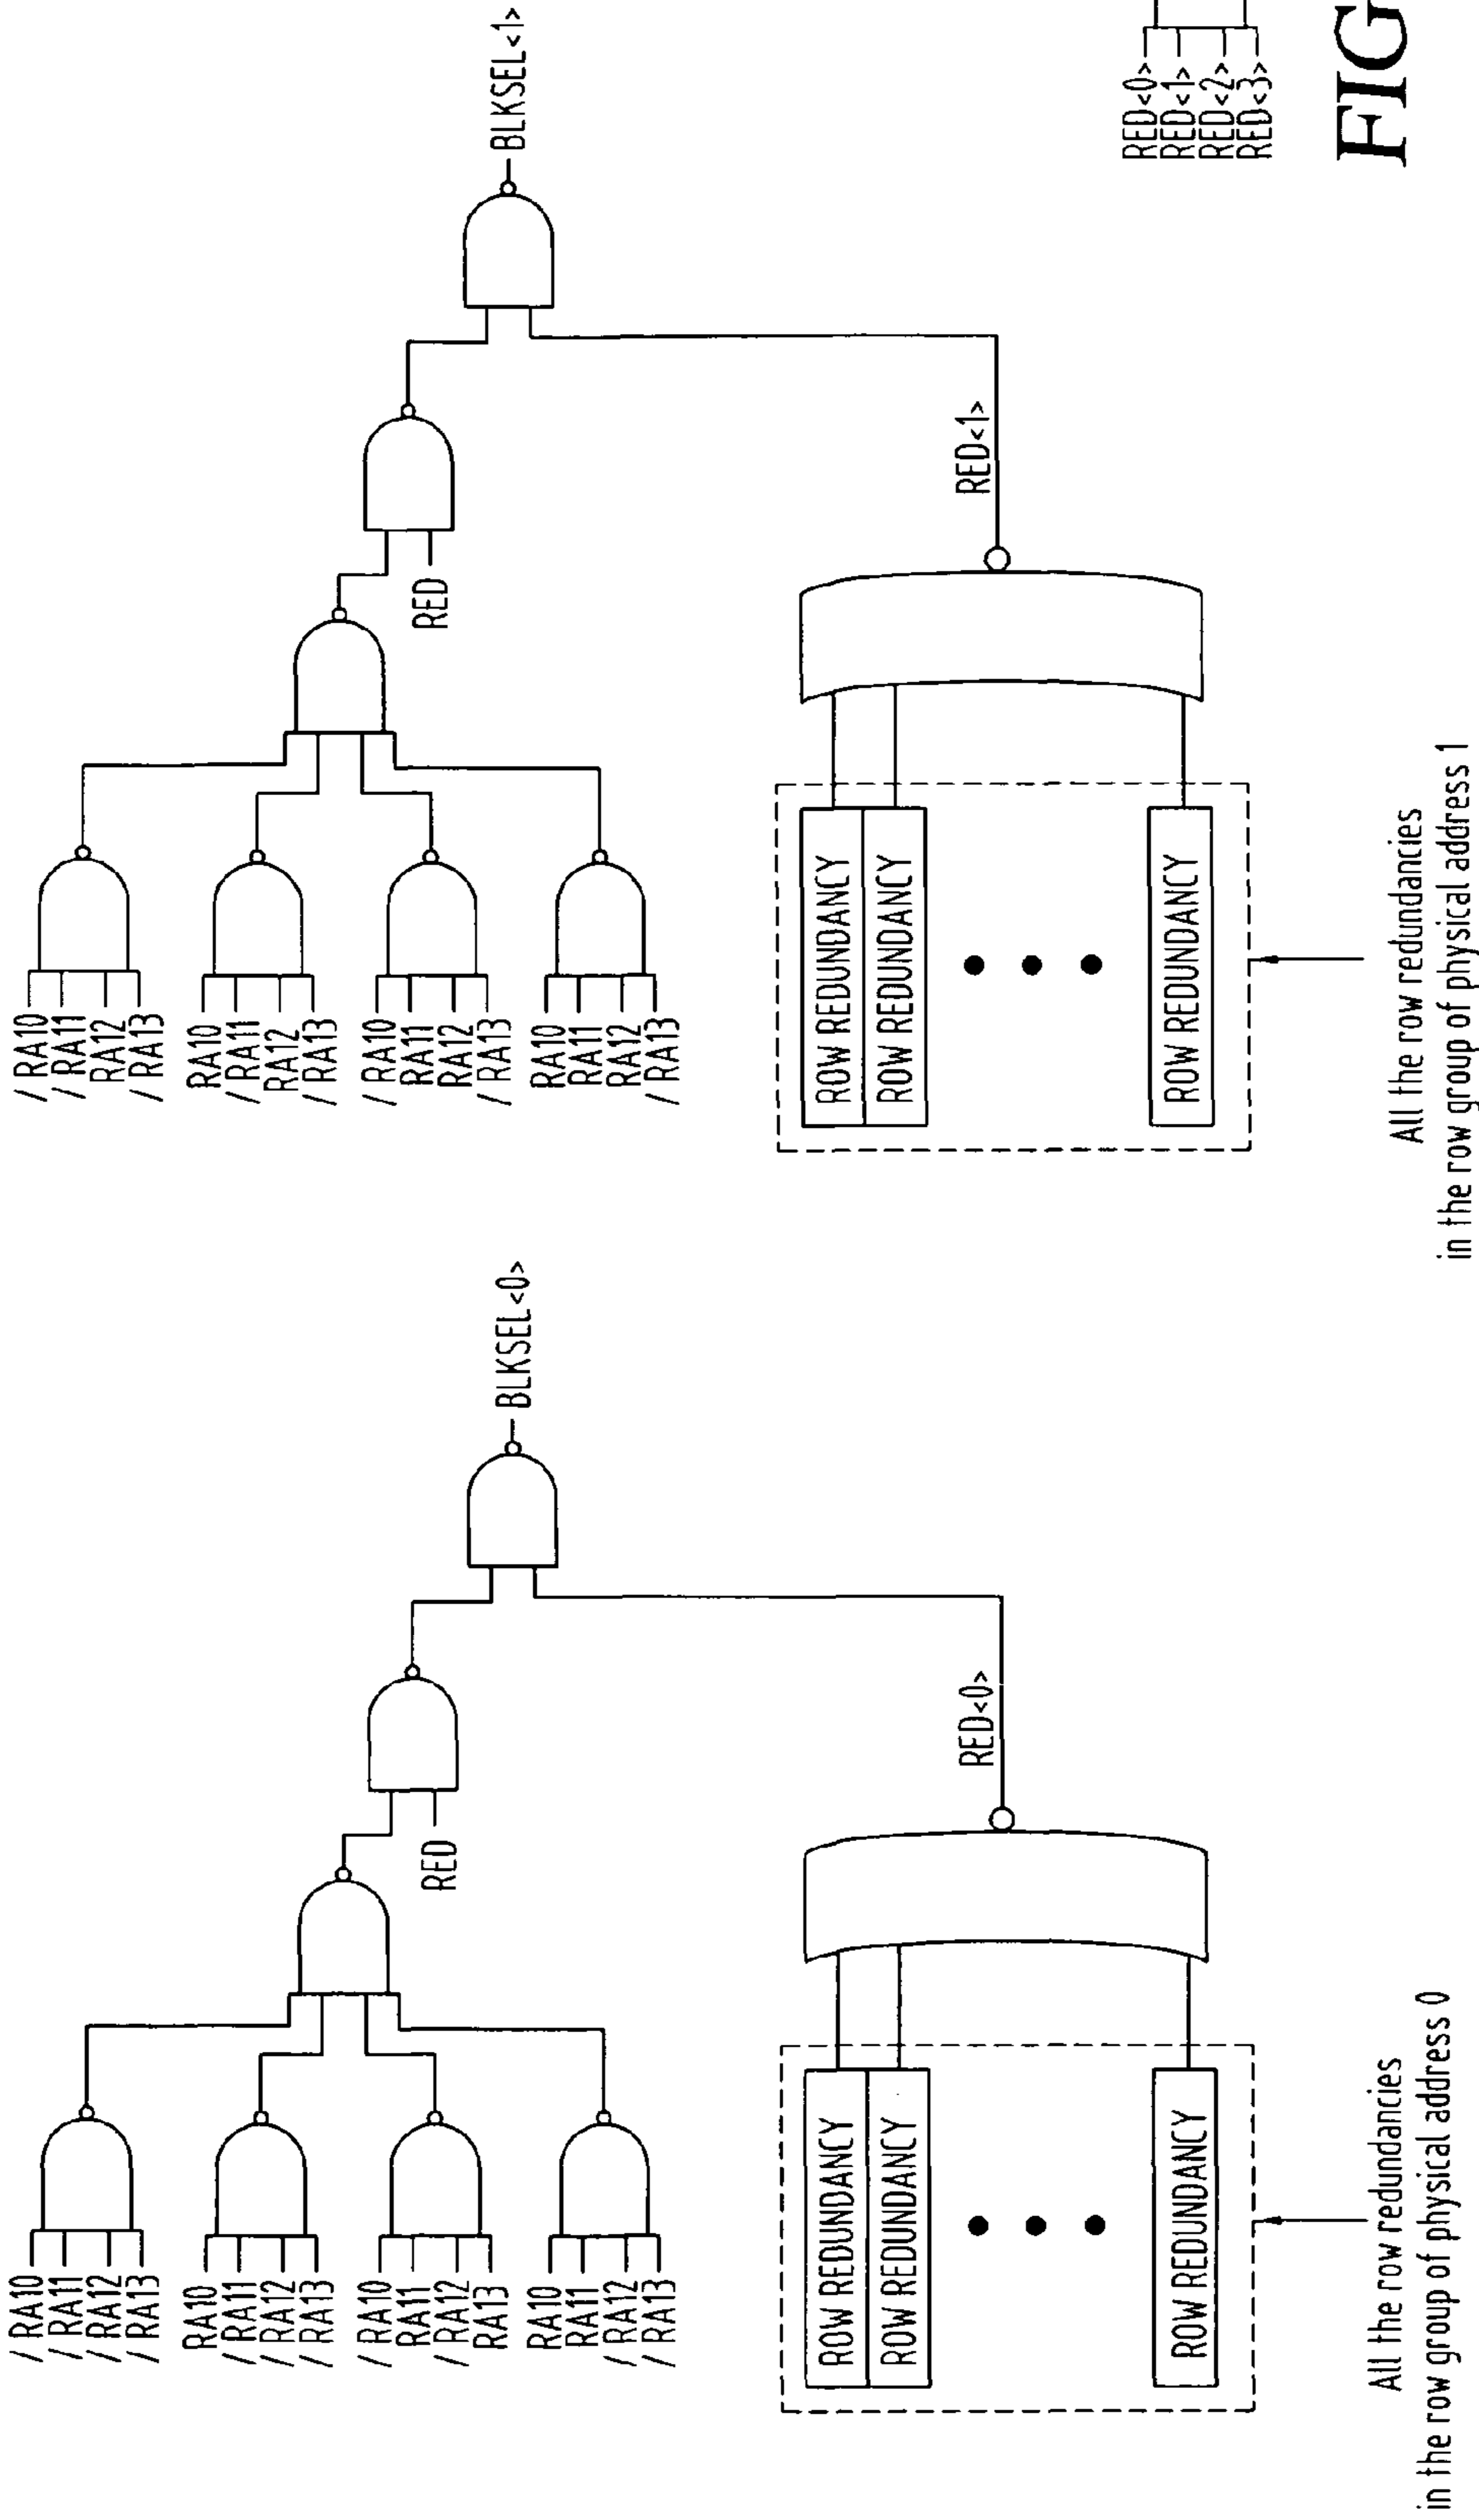 /RA10
/RA11
/RA12
/RA13
RA10
/RA11
/RA12
/RA13
/RA10
RA11
/RA12
RA13
RA10
RA11
/RA12
/RA13
RED
BLKSEL<0>
RED<0>
ROW REDUNDANCY
ROW REDUNDANCY
ROW REDUNDANCY
All the row redundancies
in the row group of physical address 0
/RA10
/RA11
RA12
/RA13
RA10
/RA11
RA12
/RA13
/RA10
RA11
RA12
/RA13
RA10
RA11
RA12
/RA13
RED
BLKSEL<1>
RED<1>
ROW REDUNDANCY
ROW REDUNDANCY
ROW REDUNDANCY
All the row redundancies
in the row group of physical address 1
RED<0>
RED<1>
RED<2>
RED<3>
FIG